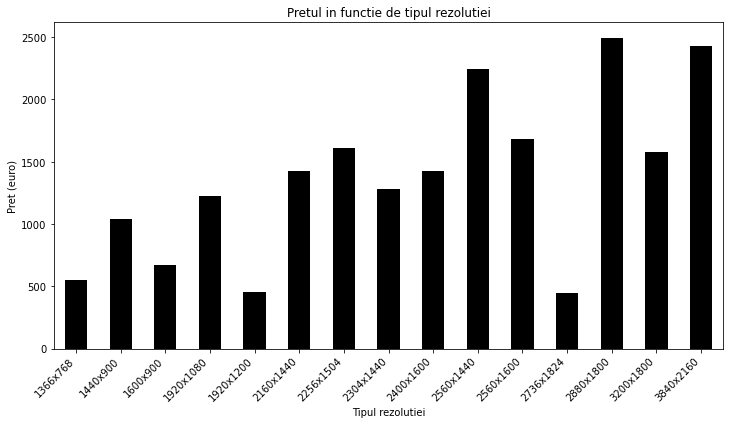 Pretul in functie de tipul rezolutiei
Pret (euro)
2500
2000
1500
1000
500
0
1366x768
1440x900
1600x900
1920x1080
1920x1200
2160x1440
2256x1504
2304x1440
2400x1600
2560x1440
2560x1600
2736x1824
2880x1800
3200x1800
3840x2160
Tipul rezolutiei